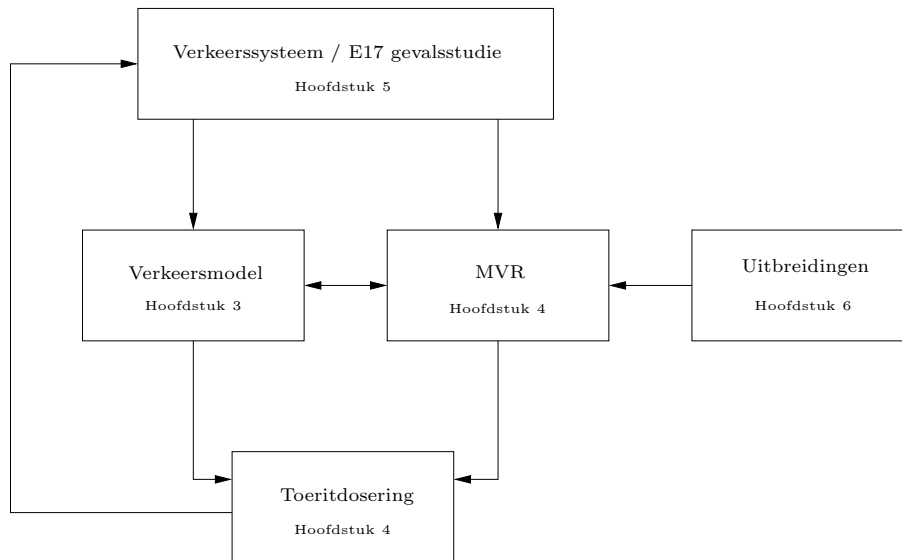 Verkeerssysteem / E17 gevalsstudie
Hoofdstuk 5
Verkeersmodel
Hoofdstuk 3
MVR
Hoofdstuk 4
Uitbreidingen
Hoofdstuk 6
Toeritdosering
Hoofdstuk 4